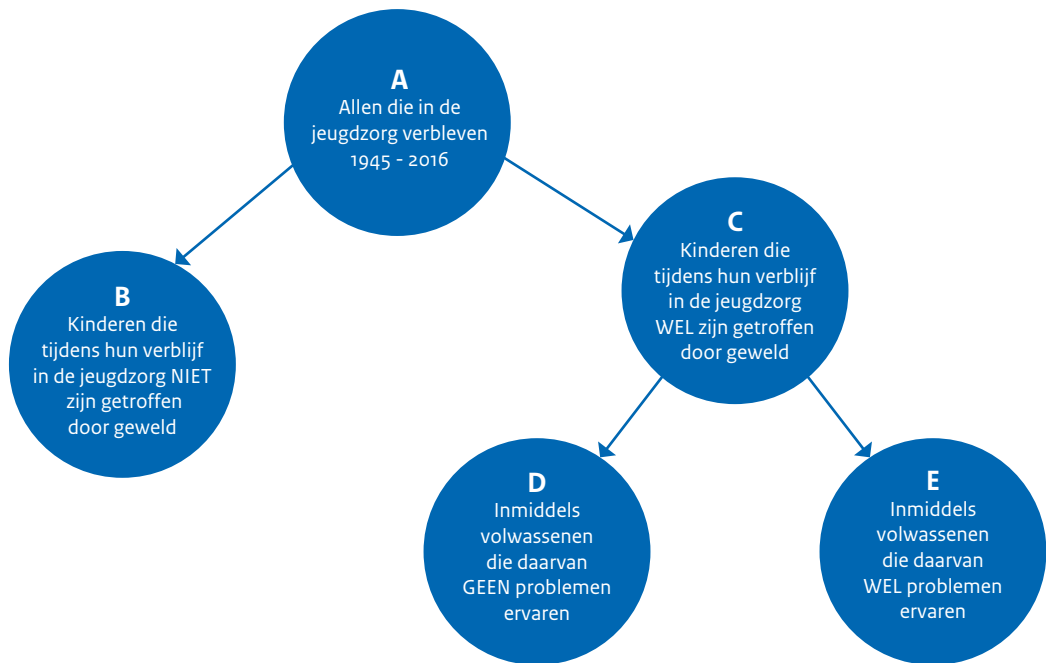 A
Allen die in de
jeugdzorg verbleven
1945 - 2016
B
Kinderen die
tijdens hun verblijf
in de jeugdzorg NIET
zijn getroffen
door geweld
C
Kinderen die
tijdens hun verblijf
in de jeugdzorg
WEL zijn getroffen
door geweld
D
Inmiddels
volwassenen
die daarvan
GEEN problemen
ervaren
E
Inmiddels
volwassenen
die daarvan
WEL problemen
ervaren